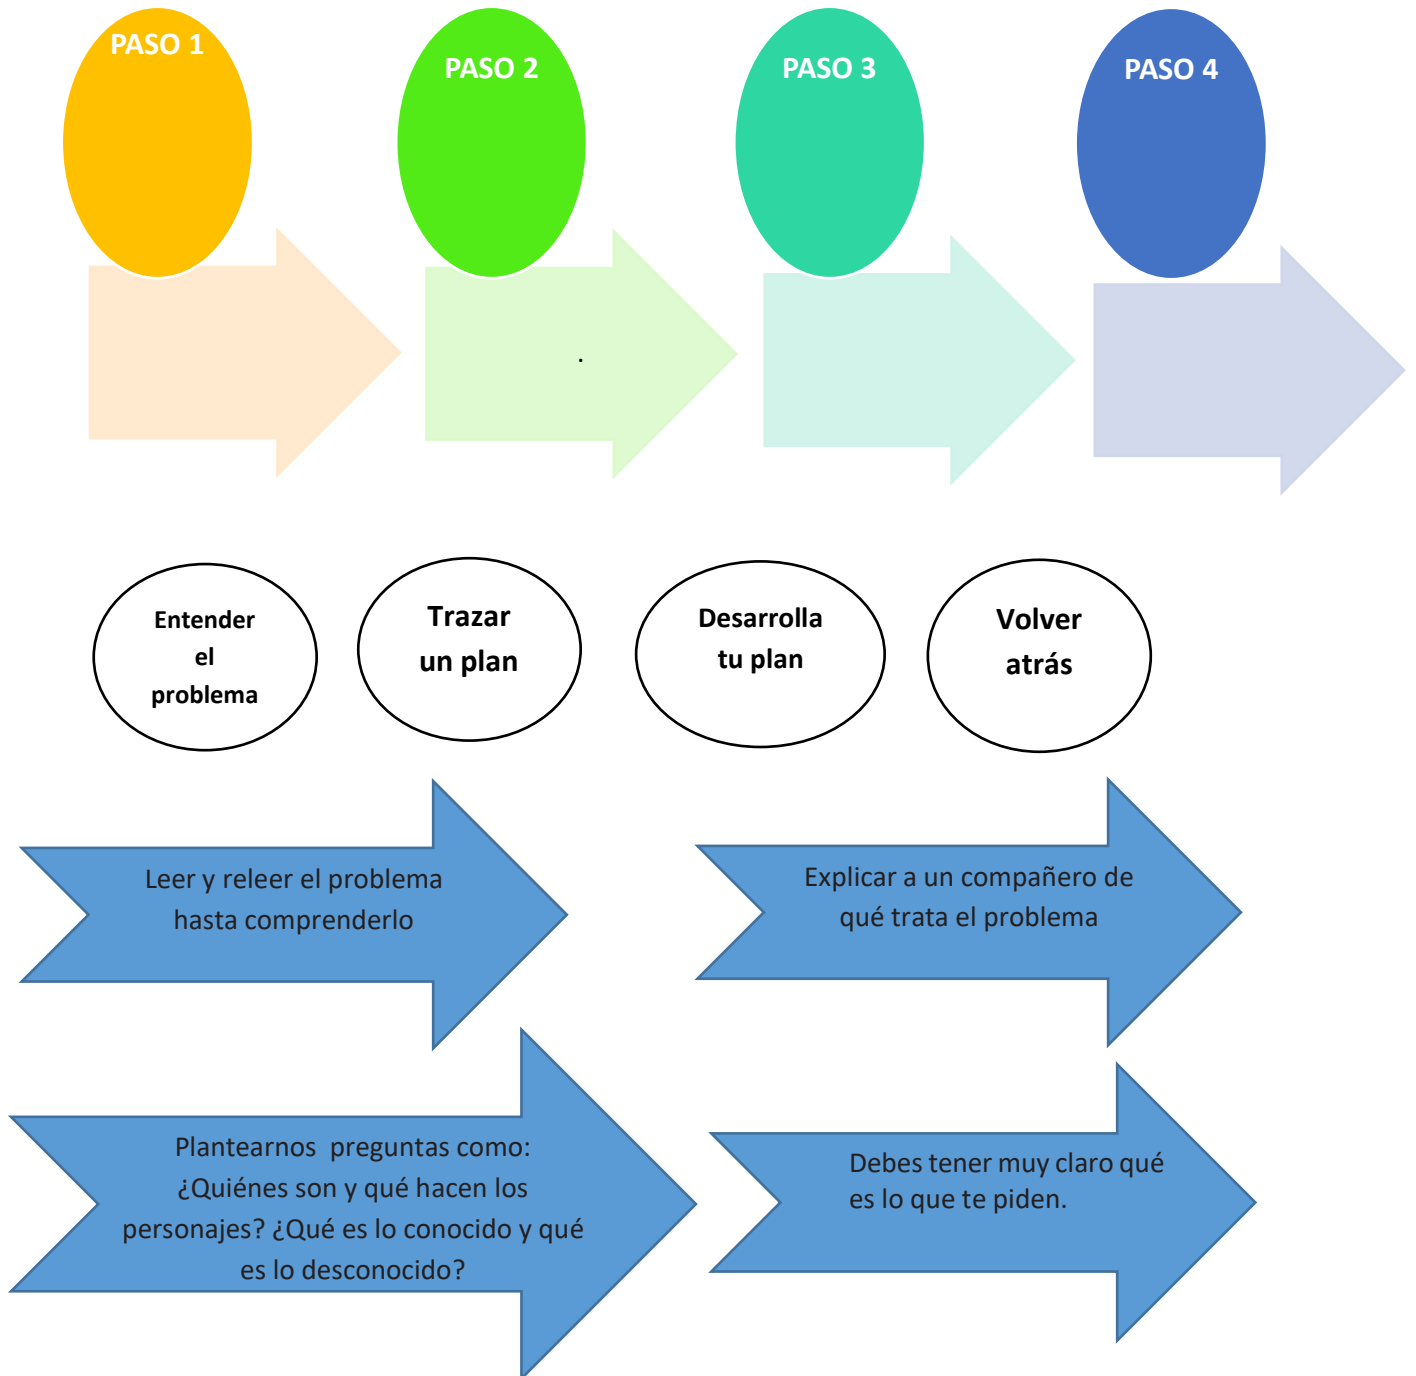 PASO 1
PASO 2
PASO 3
PASO 4
.
Entender
el
problema
Trazar
un plan
Desarrolla
tu plan
Volver
atrás
Leer y releer el problema
hasta comprenderlo
Explicar a un compañero de
qué trata el problema
Plantearnos  preguntas como:
¿Quiénes son y qué hacen los
personajes? ¿Qué es lo conocido y qué
es lo desconocido?
Debes tener muy claro qué
es lo que te piden.